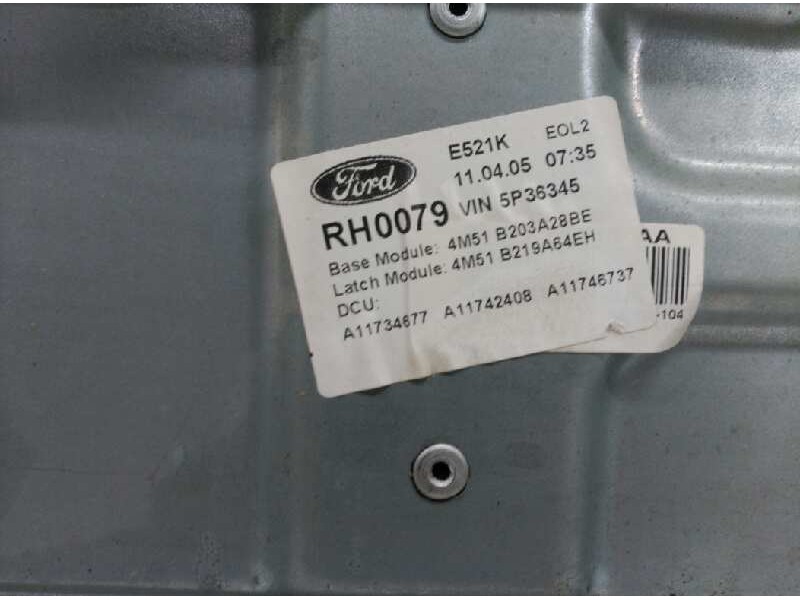 Ford
E521K EOL2
11.04.05 07:35
RH0079 VIN 5P36345
Base Module: 4M51 B203A28BE
Latch Module: 4M51 B219A64EH
DCU:
A11734677 A11742408 A11746737
AA
-104